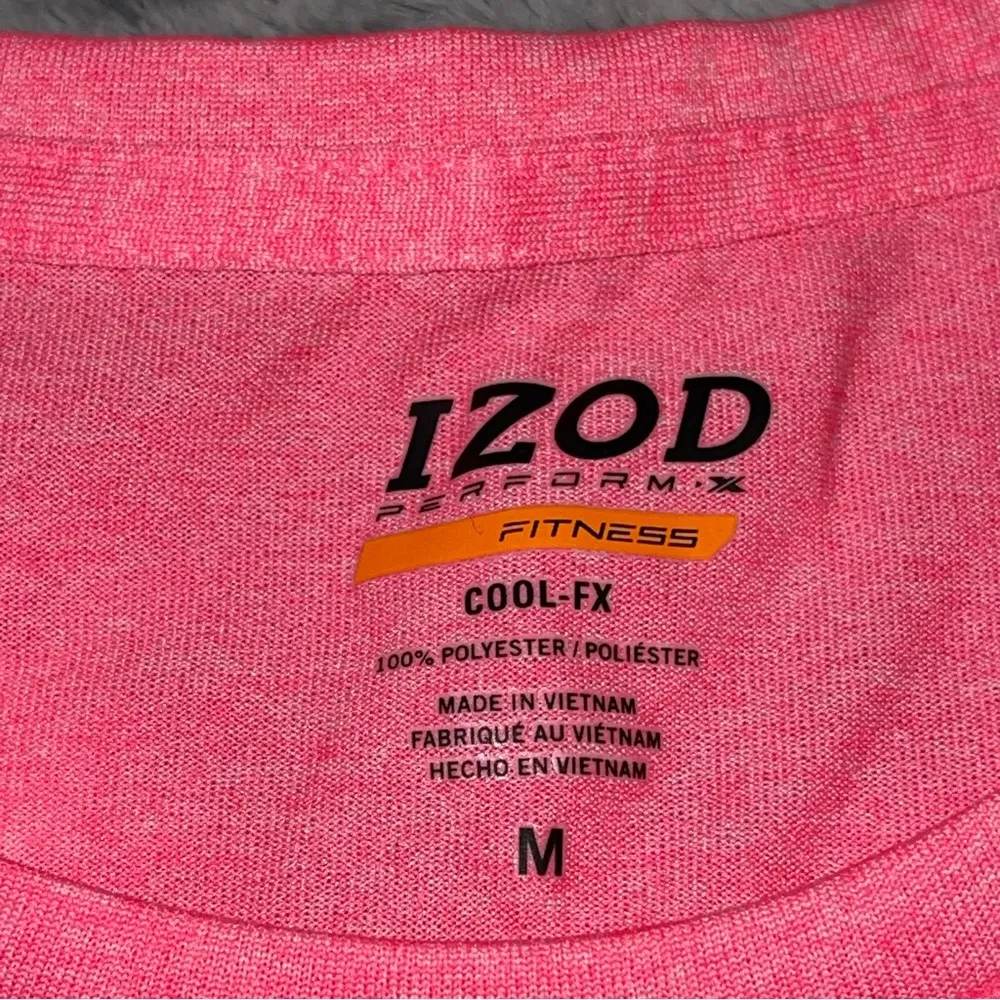 IZOD
PERFORM·X
FITNESS
COOL-FX
100% POLYESTER / POLIÉSTER
MADE IN VIETNAM
FABRIQUÉ AU VIÉTNAM
HECHO EN VIETNAM
M